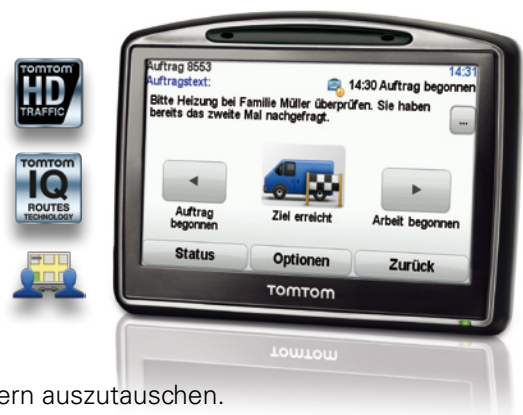 TOMTOM
HD
TRAFFIC
TOMTOM
IQ
ROUTES
TECHNOLOGY
Auftrag 8553
14:31
Auftragstext:
14:30 Auftrag begonnen
Bitte Heizung bei Familie Müller überprüfen. Sie haben
bereits das zweite Mal nachgefragt.
...
Auftrag
begonnen
Ziel erreicht
Arbeit begonnen
Status
Optionen
Zurück
TOMTOM
TOMTOM
ern auszutauschen.